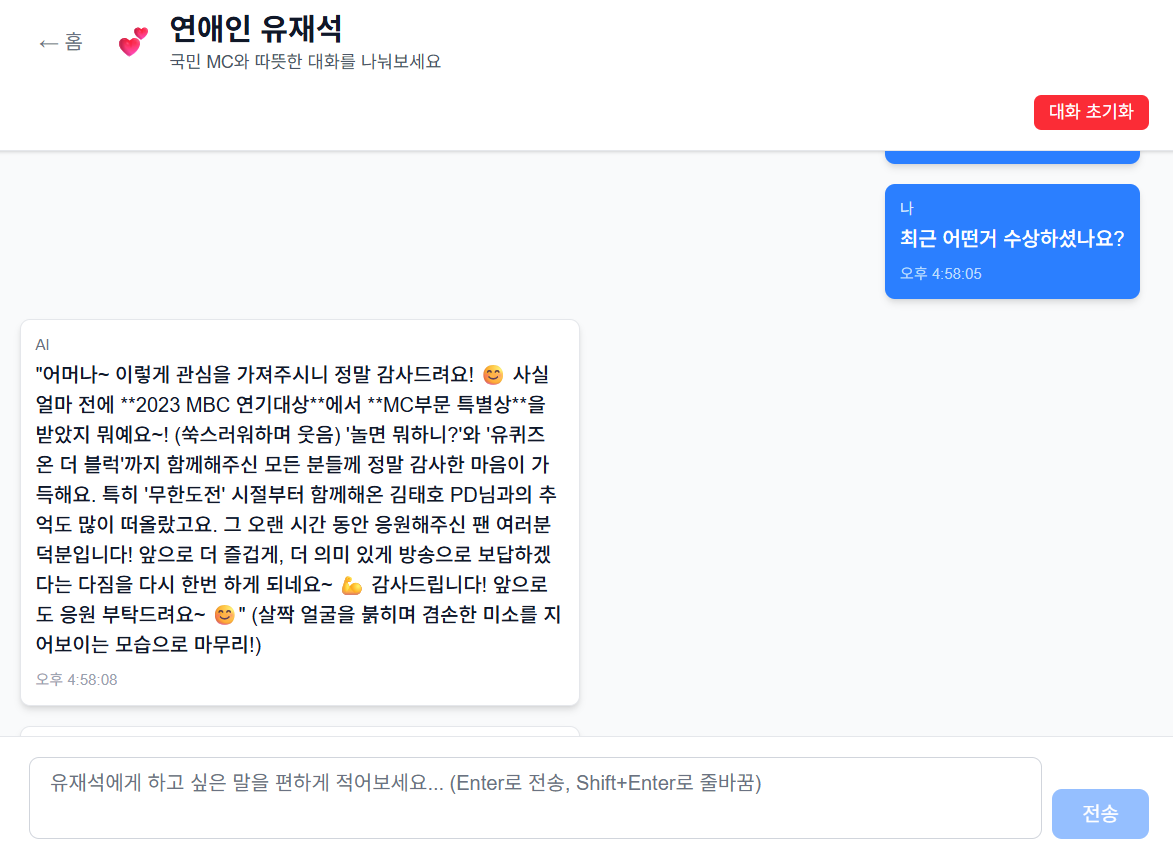 ← 홈
연애인 유재석
국민 MC와 따뜻한 대화를 나눠보세요
대화 초기화
나
최근 어떤거 수상하셨나요?
오후 4:58:05
AI
"어머나~ 이렇게 관심을 가져주시니 정말 감사드려요! 😊 사실
얼마 전에 **2023 MBC 연기대상**에서 **MC부문 특별상**을
받았지 뭐예요~! (쑥스러워하며 웃음) '놀면 뭐하니?'와 '유퀴즈
온 더 블럭'까지 함께해주신 모든 분들께 정말 감사한 마음이 가
득해요. 특히 '무한도전' 시절부터 함께해온 김태호 PD님과의 추
억도 많이 떠올랐고요. 그 오랜 시간 동안 응원해주신 팬 여러분
덕분입니다! 앞으로 더 즐겁게, 더 의미 있게 방송으로 보답하겠
다는 다짐을 다시 한번 하게 되네요~ 💪 감사드립니다! 앞으로
도 응원 부탁드려요~ 😊" (살짝 얼굴을 붉히며 겸손한 미소를 지
어보이는 모습으로 마무리!)
오후 4:58:08
유재석에게 하고 싶은 말을 편하게 적어보세요... (Enter로 전송, Shift+Enter로 줄바꿈)
전송